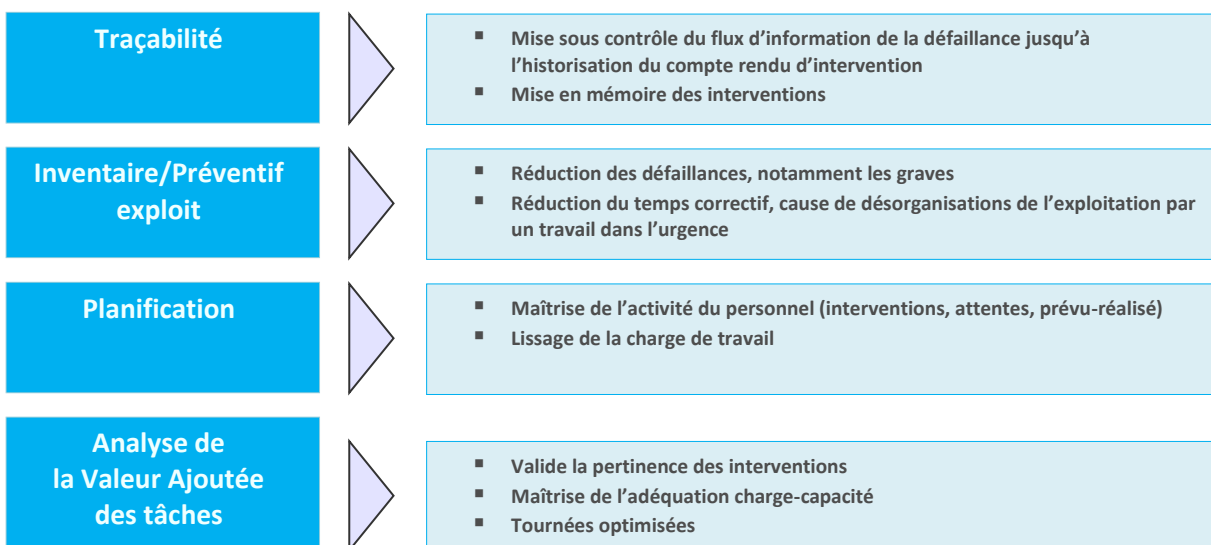 Traçabilité
▪ Mise sous contrôle du flux d’information de la défaillance jusqu’à
l’historisation du compte rendu d’intervention
▪ Mise en mémoire des interventions
Inventaire/Préventif
exploit
▪ Réduction des défaillances, notamment les graves
▪ Réduction du temps correctif, cause de désorganisations de l’exploitation par
un travail dans l’urgence
Planification
▪ Maîtrise de l’activité du personnel (interventions, attentes, prévu-réalisé)
▪ Lissage de la charge de travail
Analyse de
la Valeur Ajoutée
des tâches
▪ Valide la pertinence des interventions
▪ Maîtrise de l’adéquation charge-capacité
▪ Tournées optimisées